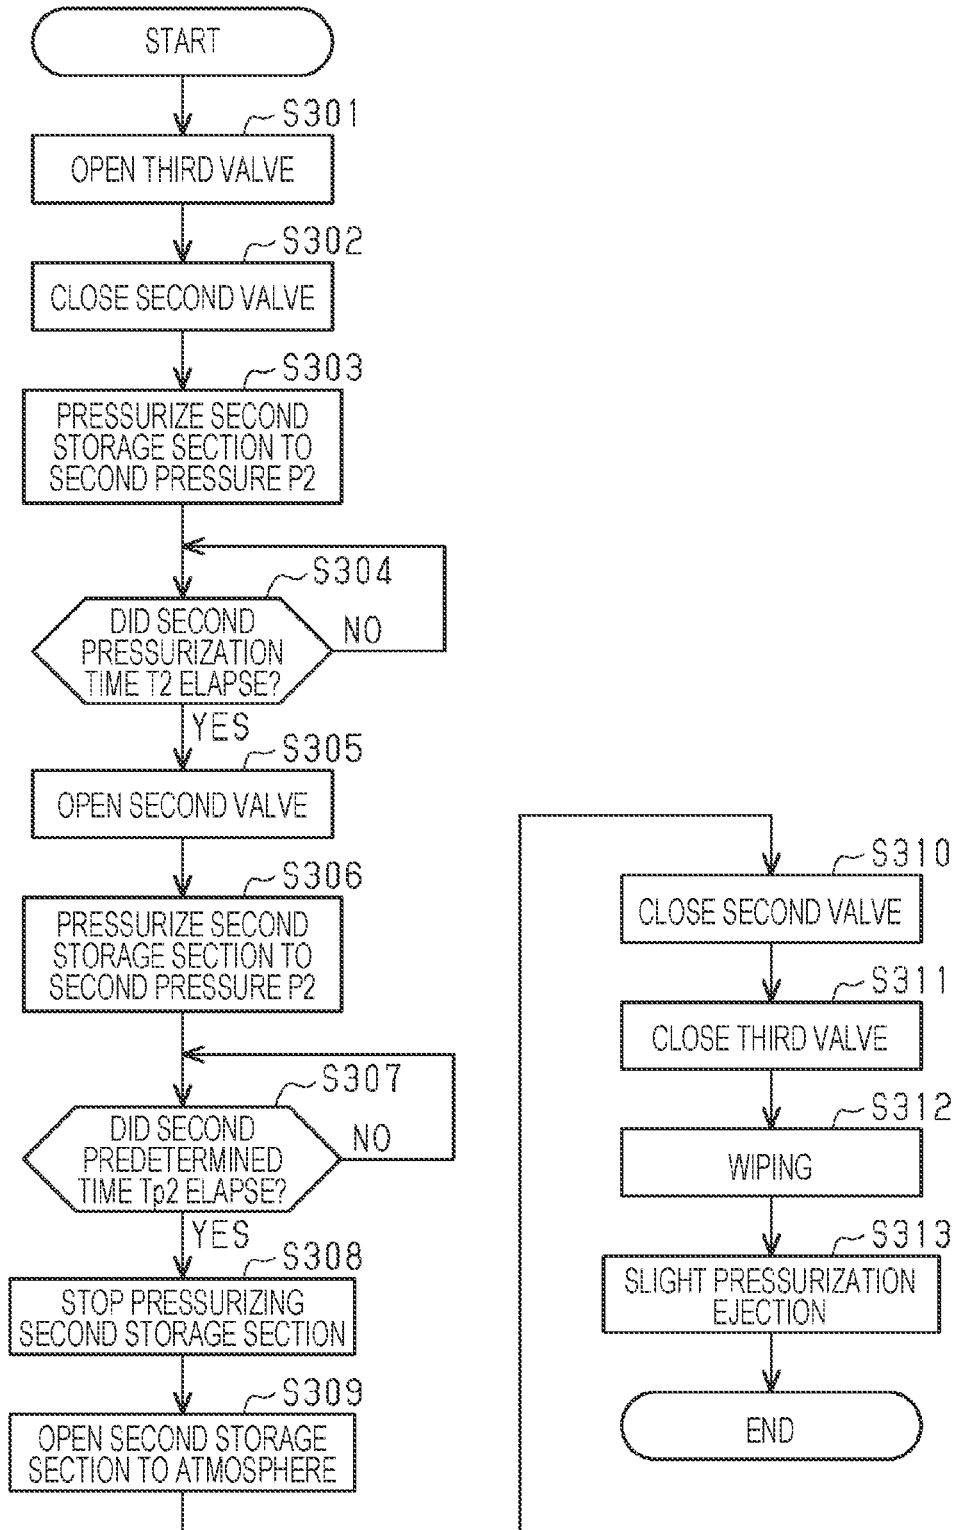 START
S301
OPEN THIRD VALVE
S302
CLOSE SECOND VALVE
S303
PRESSURIZE SECOND
STORAGE SECTION TO
SECOND PRESSURE P2
S304
DID SECOND
PRESSURIZATION
TIME T2 ELAPSE?
NO
YES
S305
OPEN SECOND VALVE
S306
PRESSURIZE SECOND
STORAGE SECTION TO
SECOND PRESSURE P2
S307
DID SECOND
PREDETERMINED
TIME Tp2 ELAPSE?
NO
YES
S308
STOP PRESSURIZING
SECOND STORAGE SECTION
S309
OPEN SECOND STORAGE
SECTION TO ATMOSPHERE
S310
CLOSE SECOND VALVE
S311
CLOSE THIRD VALVE
S312
WIPING
S313
SLIGHT PRESSURIZATION
EJECTION
END